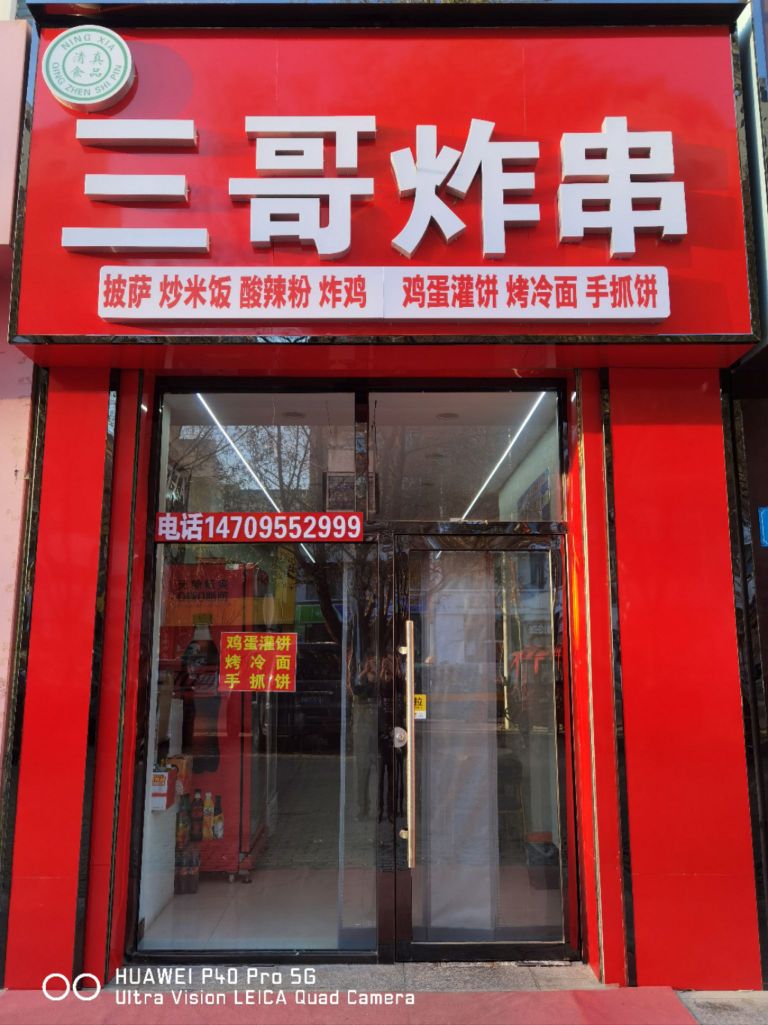 NING XIA
清真
食品
QING ZHEN SHI PIN
三哥炸串
披萨 炒米饭 酸辣粉 炸鸡 鸡蛋灌饼 烤冷面 手抓饼
电话14709552999
鸡蛋灌饼
烤冷面
手抓饼
HUAWEI P40 Pro 5G
Ultra Vision LEICA Quad Camera